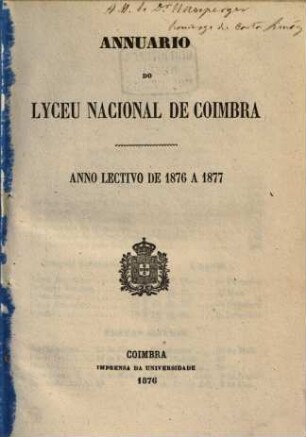 ANNUARIO
DO
LYCEU NACIONAL DE COIMBRA
ANNO LECTIVO DE 1876 A 1877
COIMBRA
IMPRENSA DA UNIVERSIDADE
1876